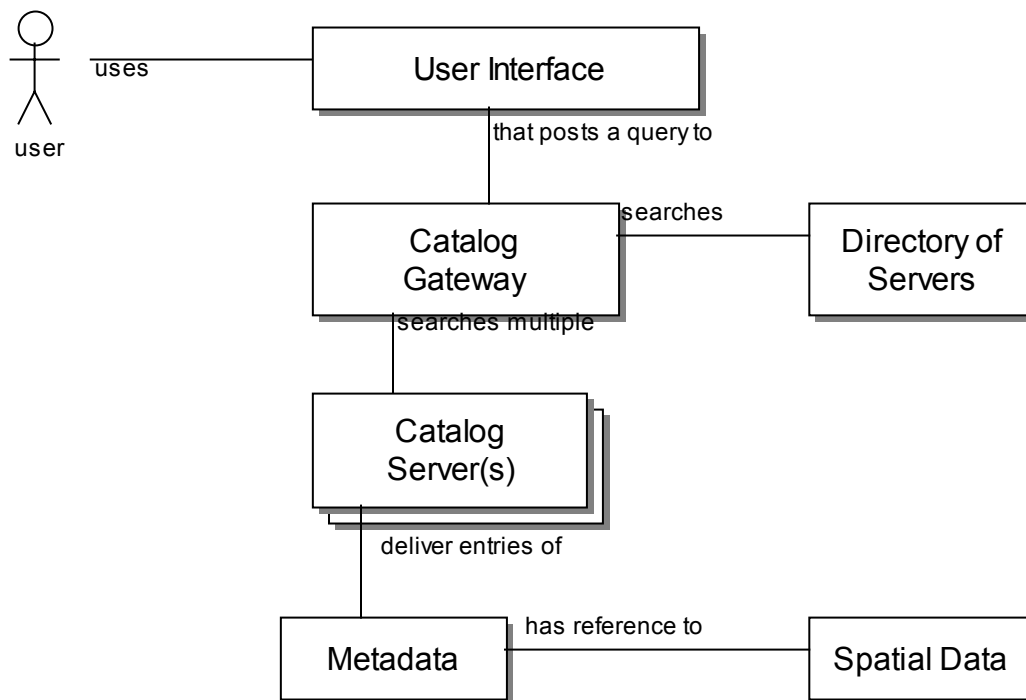 User Interface
uses
user
that posts a query to
searches
Catalog
Gateway
Directory of
Servers
searches multiple
Catalog
Server(s)
deliver entries of
has reference to
Metadata
Spatial Data